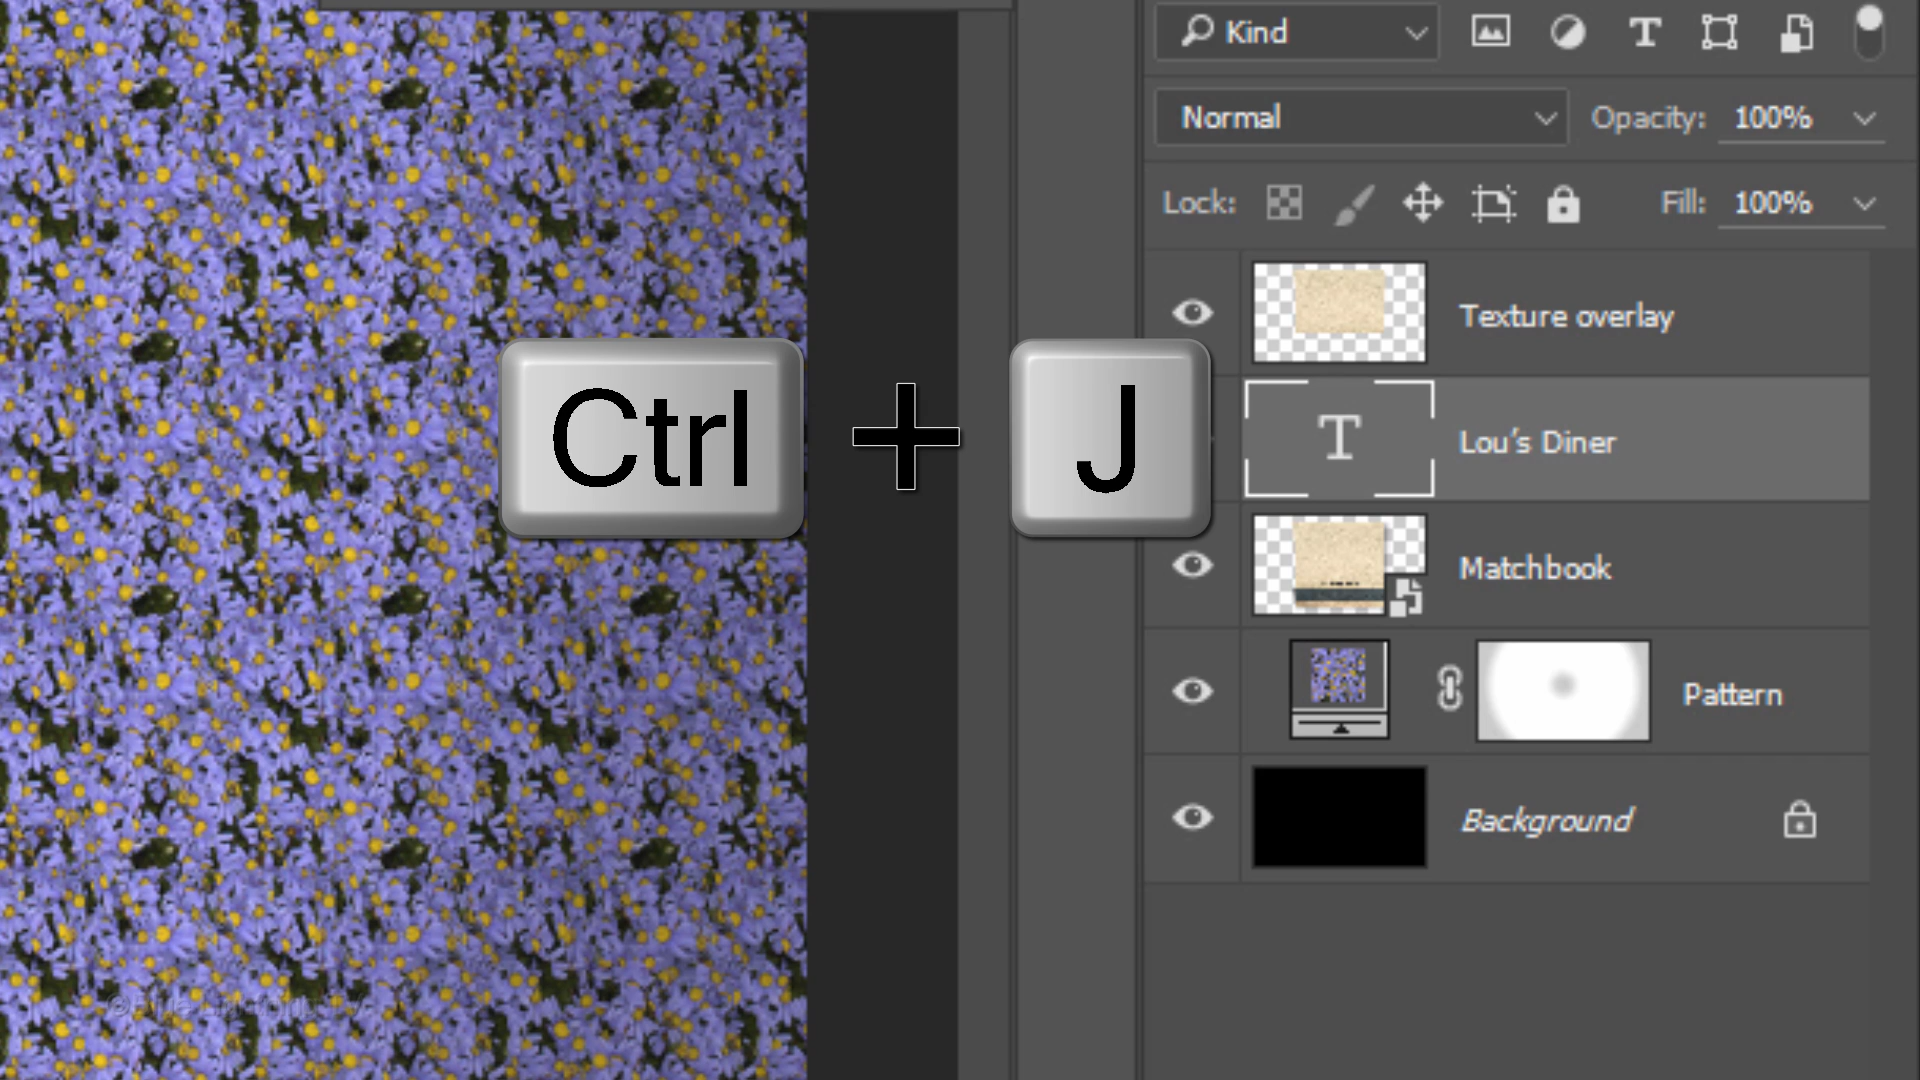 Kind
T
Normal
Opacity: 100%
Lock:
Fill: 100%
Texture overlay
Ctrl + J
T
Lou's Diner
Matchbook
Pattern
Background